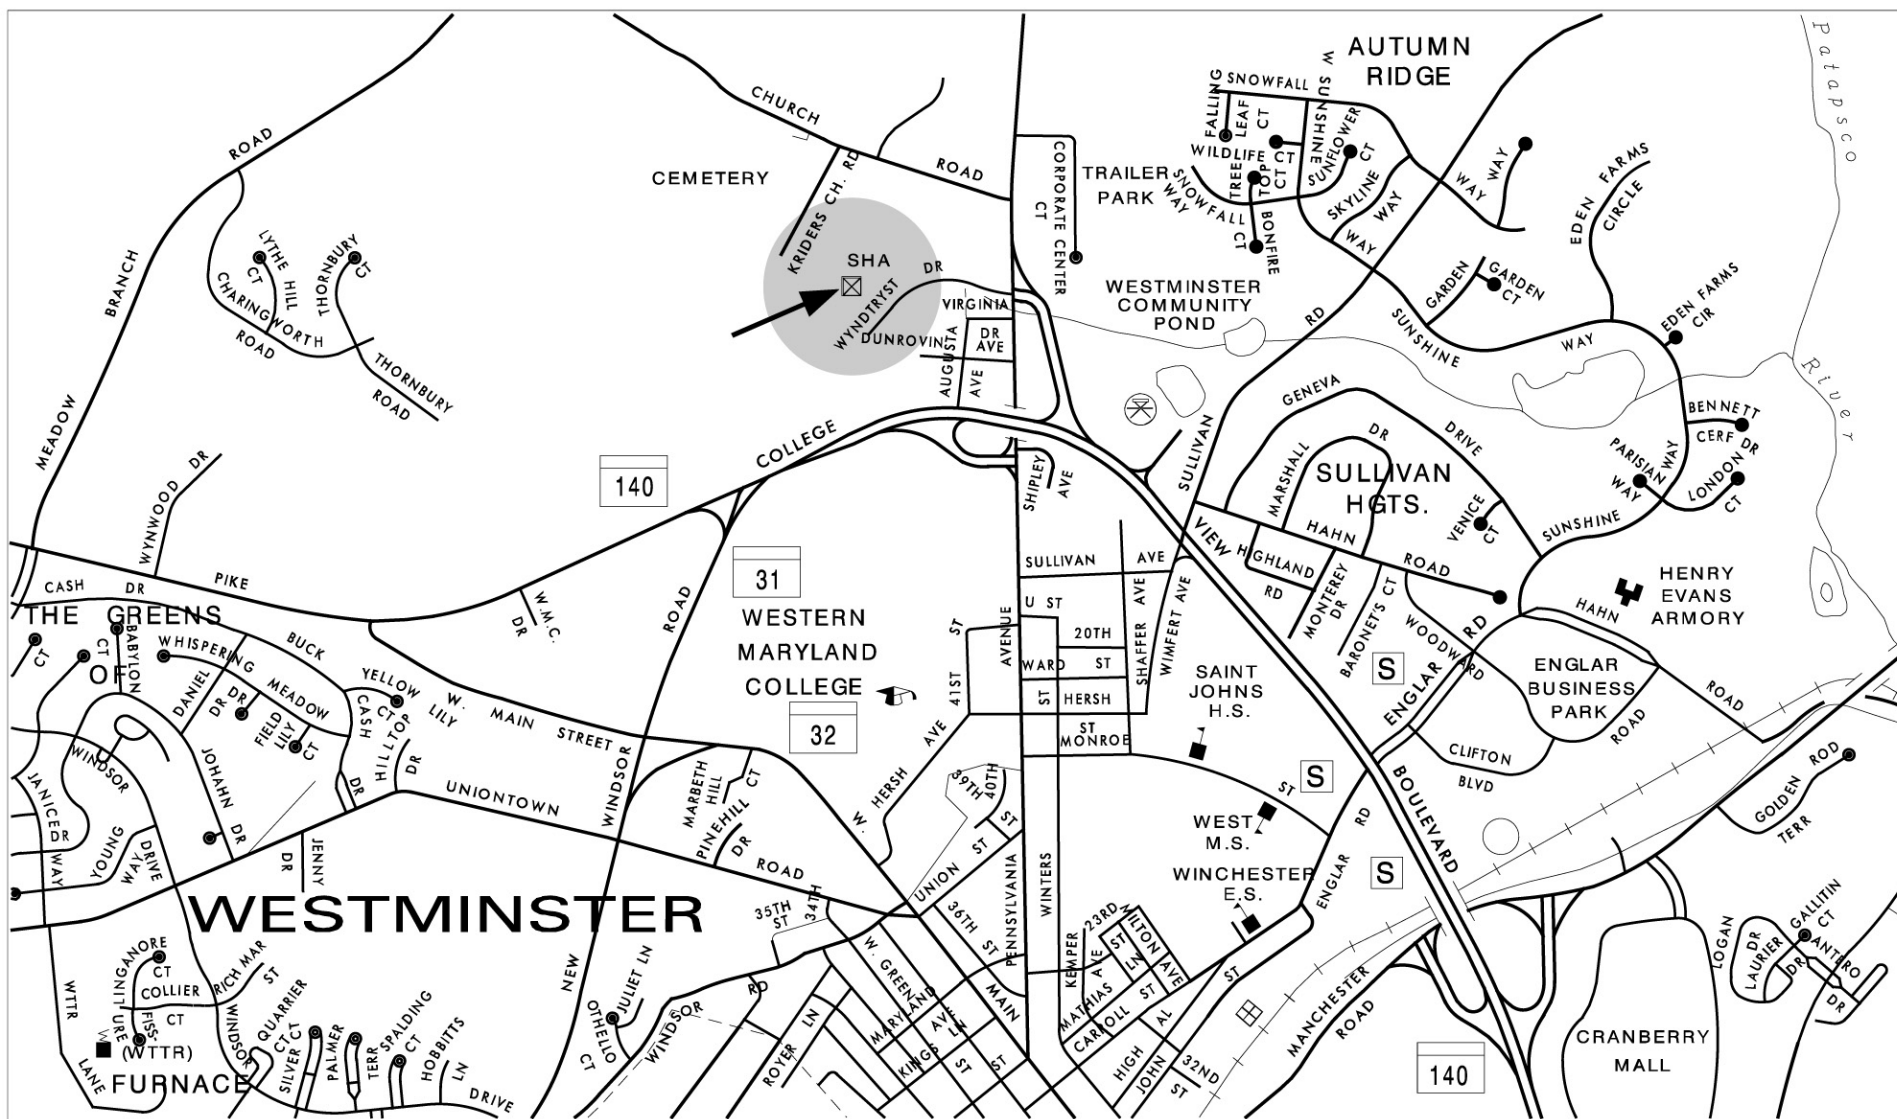 AUTUMN
RIDGE
Patapsco
River
CHURCH
ROAD
ROAD
BRANCH
MEADOW
CEMETERY
KRIDERS CH. RD
SHA
WYNDTRYST
DR
VIRGINIA
DR
AVE
DUNROVIN
AUGUSTA
AVE
CORPORATE CENTER
CT
TRAILER
PARK
SNOWFALL
FALLING
LEAF
CT
W SUNSHINE
WILDLIFE CT
SUNFLOWER
CT
TREE
TOP
CT
SNOWFALL
WAY
CT
BONFIRE
SKYLINE
WAY
WAY
WAY
WAY
EDEN FARMS
CIRCLE
GARDEN
GARDEN
CT
EDEN FARMS
CIR
WESTMINSTER
COMMUNITY
POND
RD
SUNSHINE
WAY
LYTHE
HILL
CT
THORNBURY
CT
CHARINGWORTH
ROAD
THORNBURY
ROAD
GENEVA
DRIVE
MARSHALL
DR
SULLIVAN
HGTS.
SULLIVAN
BENNETT
CERF DR
PARISIAN
WAY
WAY
LONDON
CT
SUNSHINE
VENICE
CT
HAHN
ROAD
COLLEGE
140
WYNWOOD DR
SHIPLEY
AVE
VIEW
HIGHLAND
RD
MONTEREY
DR
BARONET'S CT
WOODWARD
HENRY
EVANS
ARMORY
HAHN
ROAD
31
WESTERN
MARYLAND
COLLEGE
32
SULLIVAN
AVE
U ST
20TH
WARD
ST
ST
HERSH
ST
MONROE
ST
SHAFFER AVE
WIMFERT AVE
AVENUE
41ST
ST
SAINT
JOHNS
H.S.
S
ENGLAR
RD
ENGLAR
BUSINESS
PARK
ROAD
CLIFTON
BLVD
CASH
DR
PIKE
W.M.C.
DR
THE GREENS
OF
CT
BABYLON
CT
WHISPERING
MEADOW
BUCK
DANIEL
DR
DR
FIELD
LILY
CT
YELLOW
LILY
CT
CASH
DR
HILLTOP
DR
W.
MAIN
STREET
ROAD
WINDSOR
NEW
UNIONTOWN
ROAD
MARBETH
HILL
CT
PINEHILL
DR
W. HERSH
AVE
39TH
40TH
ST
S
BOULEVARD
WEST
M.S.
WINCHESTER
E.S.
ENGLAR
RD
S
GOLDEN
ROD
TERR
WINDSOR
DRIVE
JOHAHN
DR
JANICE
DR
WAY
YOUNG
WAY
JENNY
DR
WESTMINSTER
UNION
ST
36TH
ST
PENNSYLVANIA
WINTERS
35TH
ST
34TH
W. GREEN
ST
MAIN
ST
MARYLAND
AVE
KINGS
LN
KEMPER
AVE
23RD
ST
MILTON
AVE
MATHIAS
LN
CARROLL
ST
ST
HIGH
JOHN
AL
32ND
ST
MANCHESTER
ROAD
LOGAN
LAURIER
DR
GALLITIN
CT
ANTERO
DR
DR
CRANBERRY
MALL
140
WTTR
LANE
(WTTR)
FURNACE
LINGANORE
CT
COLLIER
CT
FISS-
URE
RICH MAR
ST
WINDSOR
QUARRIER
CT
SILVER CT
PALMER
TERR
SPALDING
CT
HOBBITTS
LN
DRIVE
OTHELLO
CT
JULIET LN
WINDSOR
RD
ROYER
LN